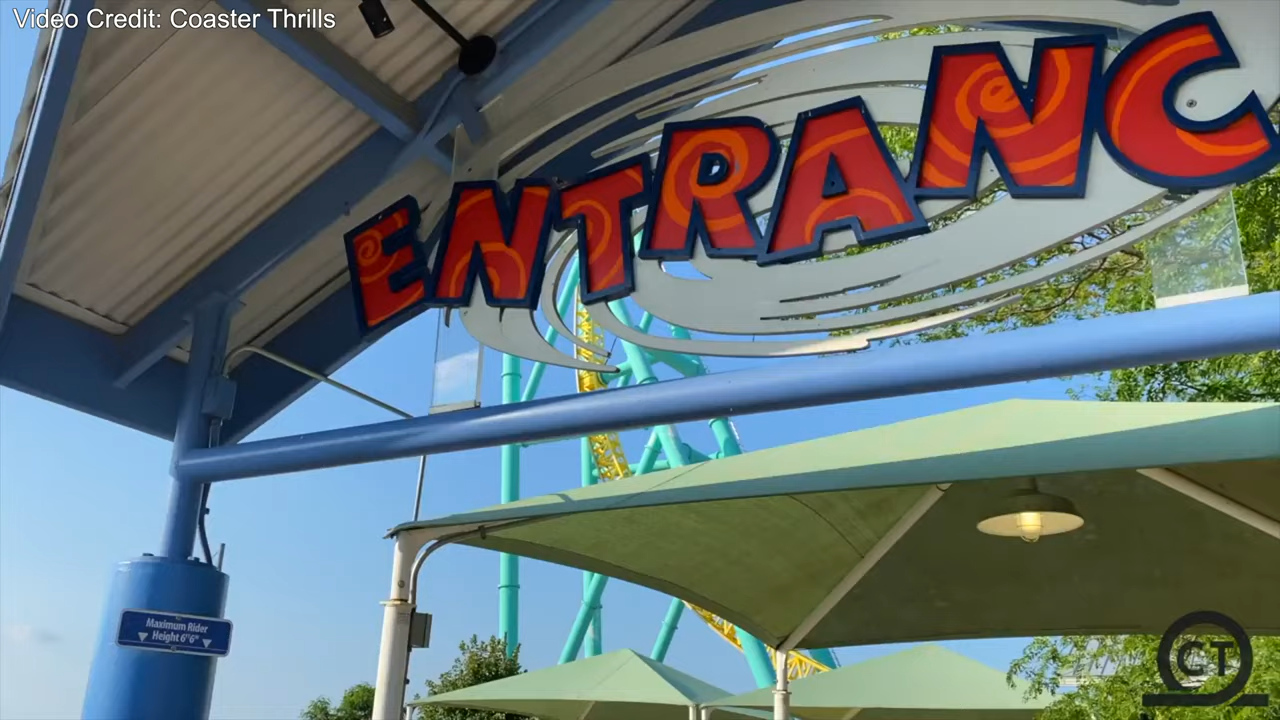 Video Credit: Coaster Thrills
ENTRANC
Maximum Rider
Height 6'6"
CT